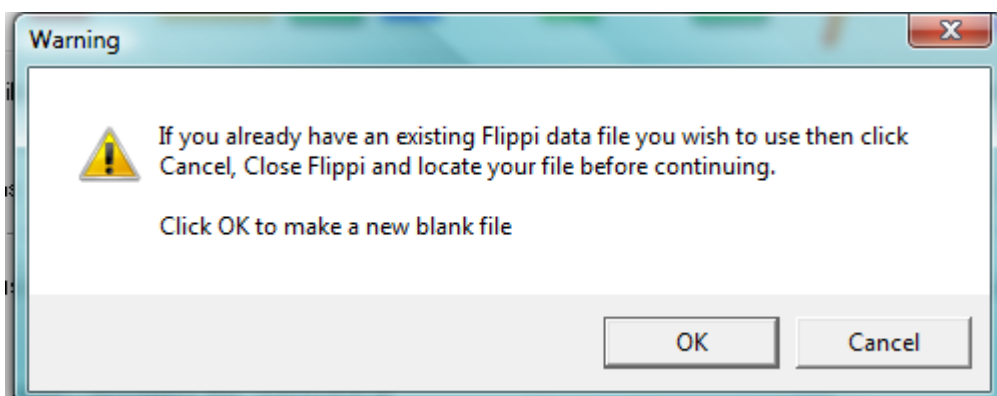 Warning
If you already have an existing Flippi data file you wish to use then click
Cancel, Close Flippi and locate your file before continuing.
Click OK to make a new blank file
OK
Cancel